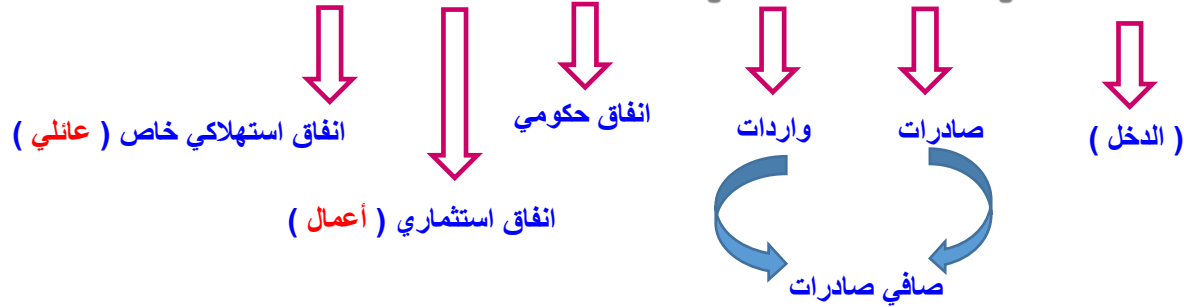 ( الدخل )
صادرات
واردات
انفاق حكومي
انفاق استهلاكي خاص ( عائلي )
انفاق استثماري ( أعمال )
صافي صادرات